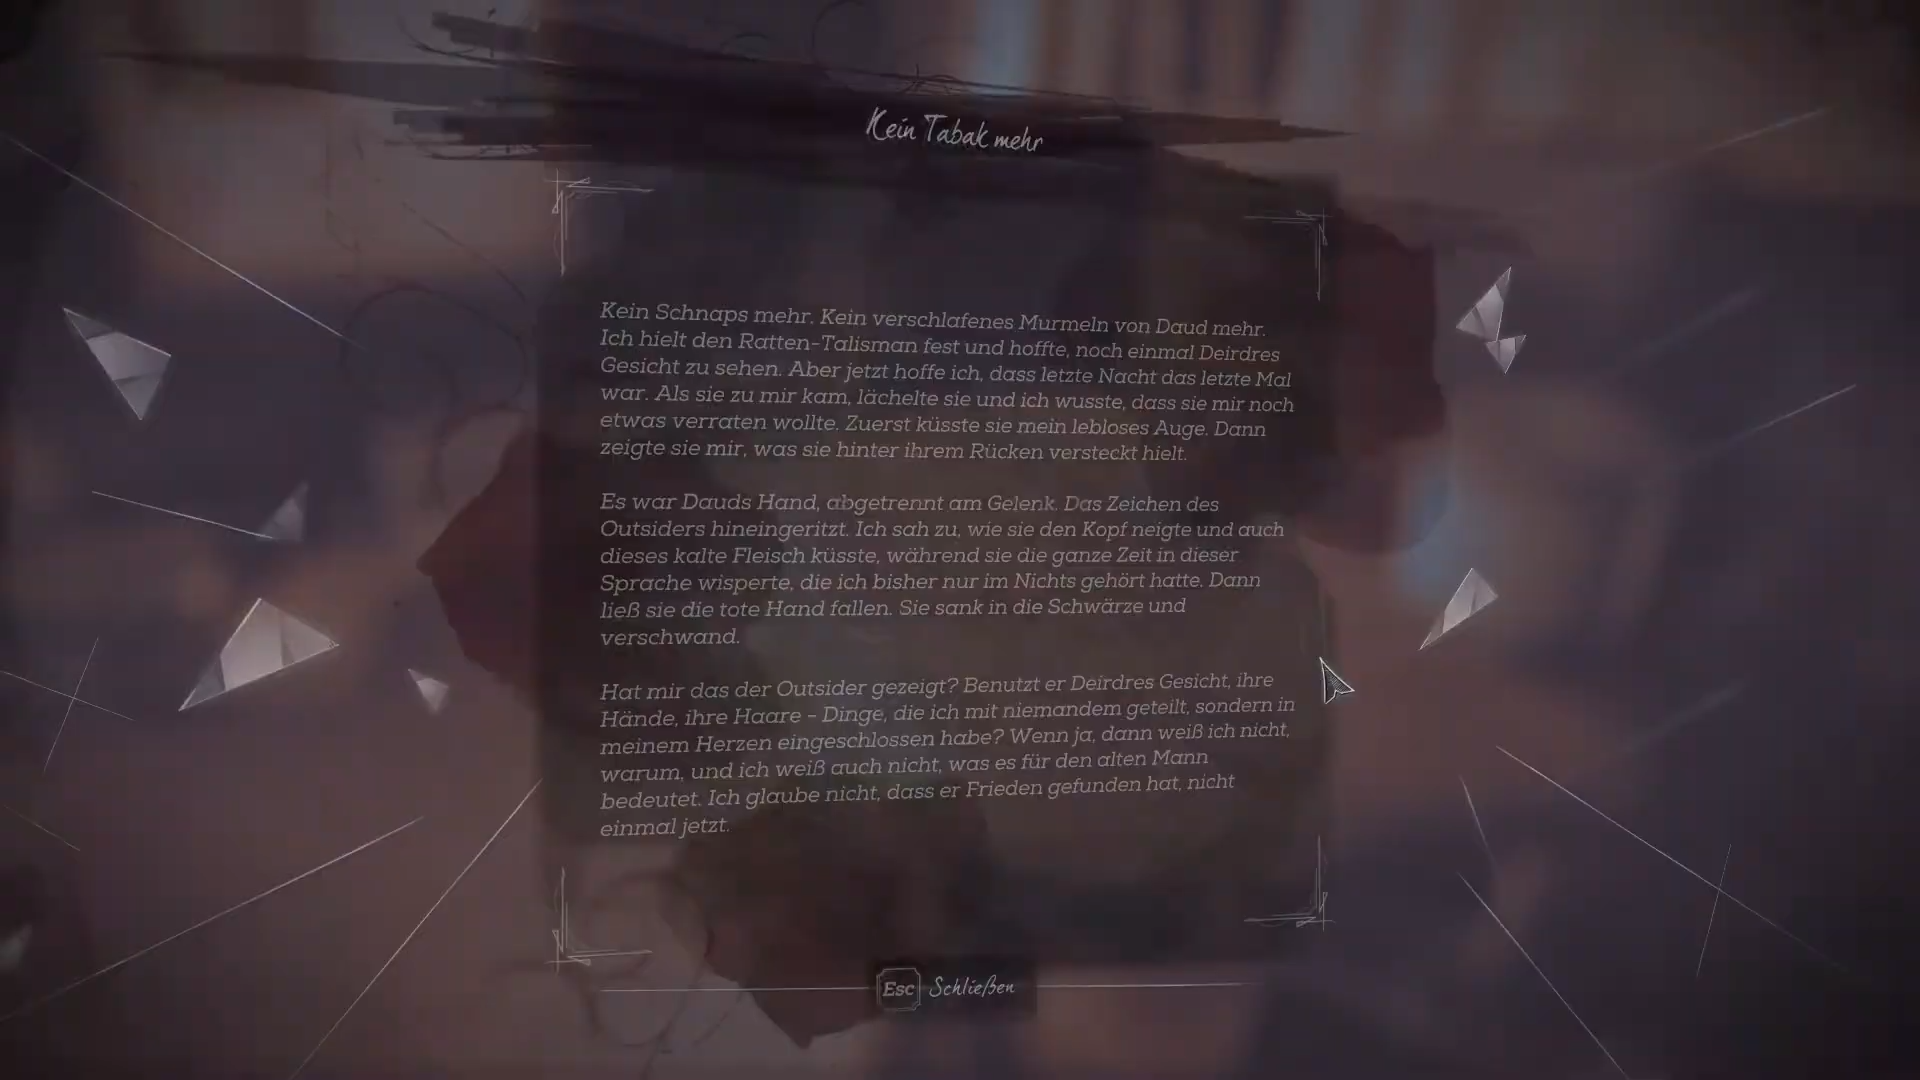 Kein Tabak mehr
Kein Schnaps mehr. Kein verschlafenes Murmeln von Daud mehr.
Ich hielt den Ratten-Talisman fest und hoffte, noch einmal Deirdres
Gesicht zu sehen. Aber jetzt hoffe ich, dass letzte Nacht das letzte Mal
war. Als sie zu mir kam, lächelte sie und ich wusste, dass sie mir noch
etwas verraten wollte. Zuerst küsste sie mein lebloses Auge. Dann
zeigte sie mir, was sie hinter ihrem Rücken versteckt hielt.
Es war Dauds Hand, abgetrennt am Gelenk. Das Zeichen des
Outsiders hineingeritzt. Ich sah zu, wie sie den Kopf neigte und auch
dieses kalte Fleisch küsste, während sie die ganze Zeit in dieser
Sprache wisperte, die ich bisher nur im Nichts gehört hatte. Dann
ließ sie die tote Hand fallen. Sie sank in die Schwärze und
verschwand.
Hat mir das der Outsider gezeigt? Benutzt er Deirdres Gesicht, ihre
Hände, ihre Haare – Dinge, die ich mit niemandem geteilt, sondern in
meinem Herzen eingeschlossen habe? Wenn ja, dann weiß ich nicht,
warum, und ich weiß auch nicht, was es für den alten Mann
bedeutet. Ich glaube nicht, dass er Frieden gefunden hat, nicht
einmal jetzt.
Esc Schließen